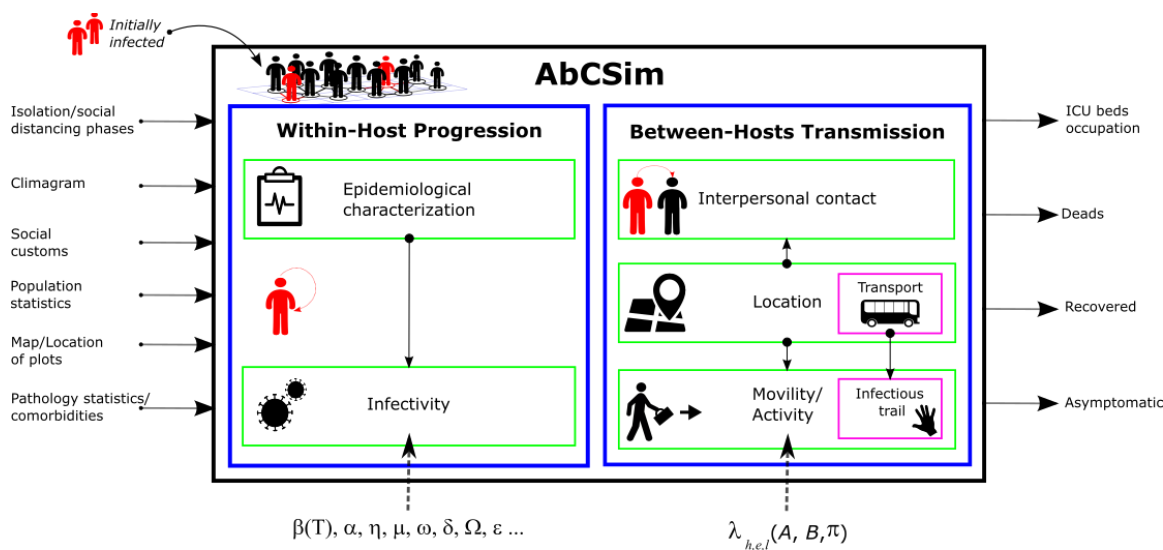 Initially
infected
AbCSim
Isolation/social
distancing phases
Climagram
Social
customs
Population
statistics
Map/Location
of plots
Pathology statistics/
comorbidities
Within-Host Progression
Epidemiological
characterization
Infectivity
Between-Hosts Transmission
Interpersonal contact
Location
Transport
Movility/
Activity
Infectious
trail
ICU beds
occupation
Deads
Recovered
Asymptomatic
β(T), α, η, μ, ω, δ, Ω, ε ...
λ h,e,l (A, B,π)